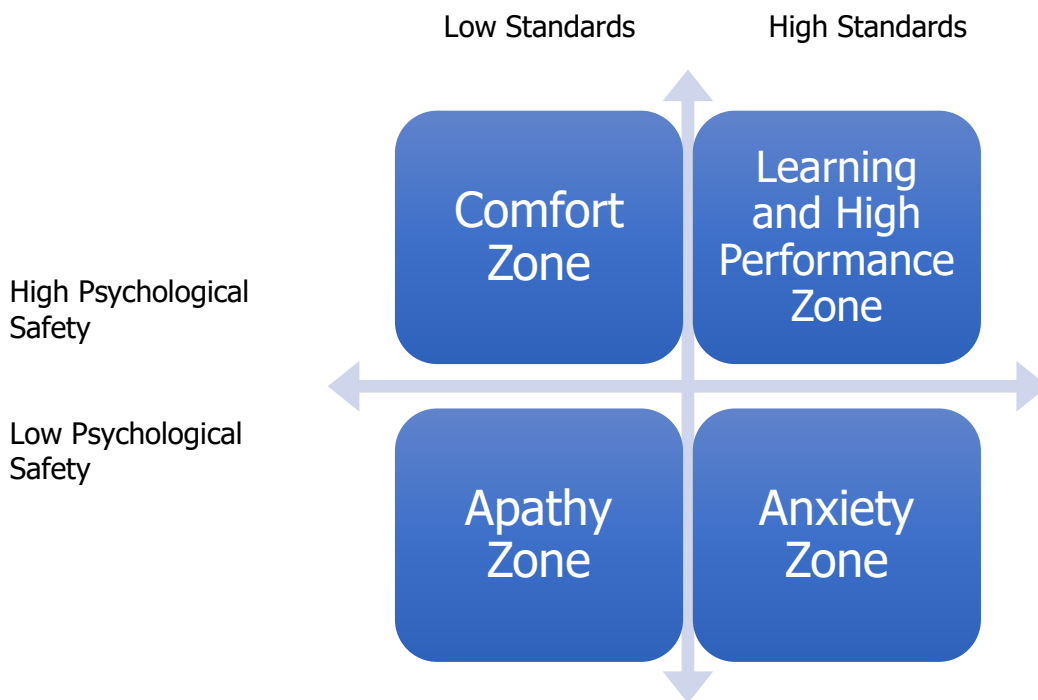 Low Standards
High Standards
Comfort
Zone
Learning
and High
Performance
Zone
High Psychological
Safety
Low Psychological
Safety
Apathy
Zone
Anxiety
Zone